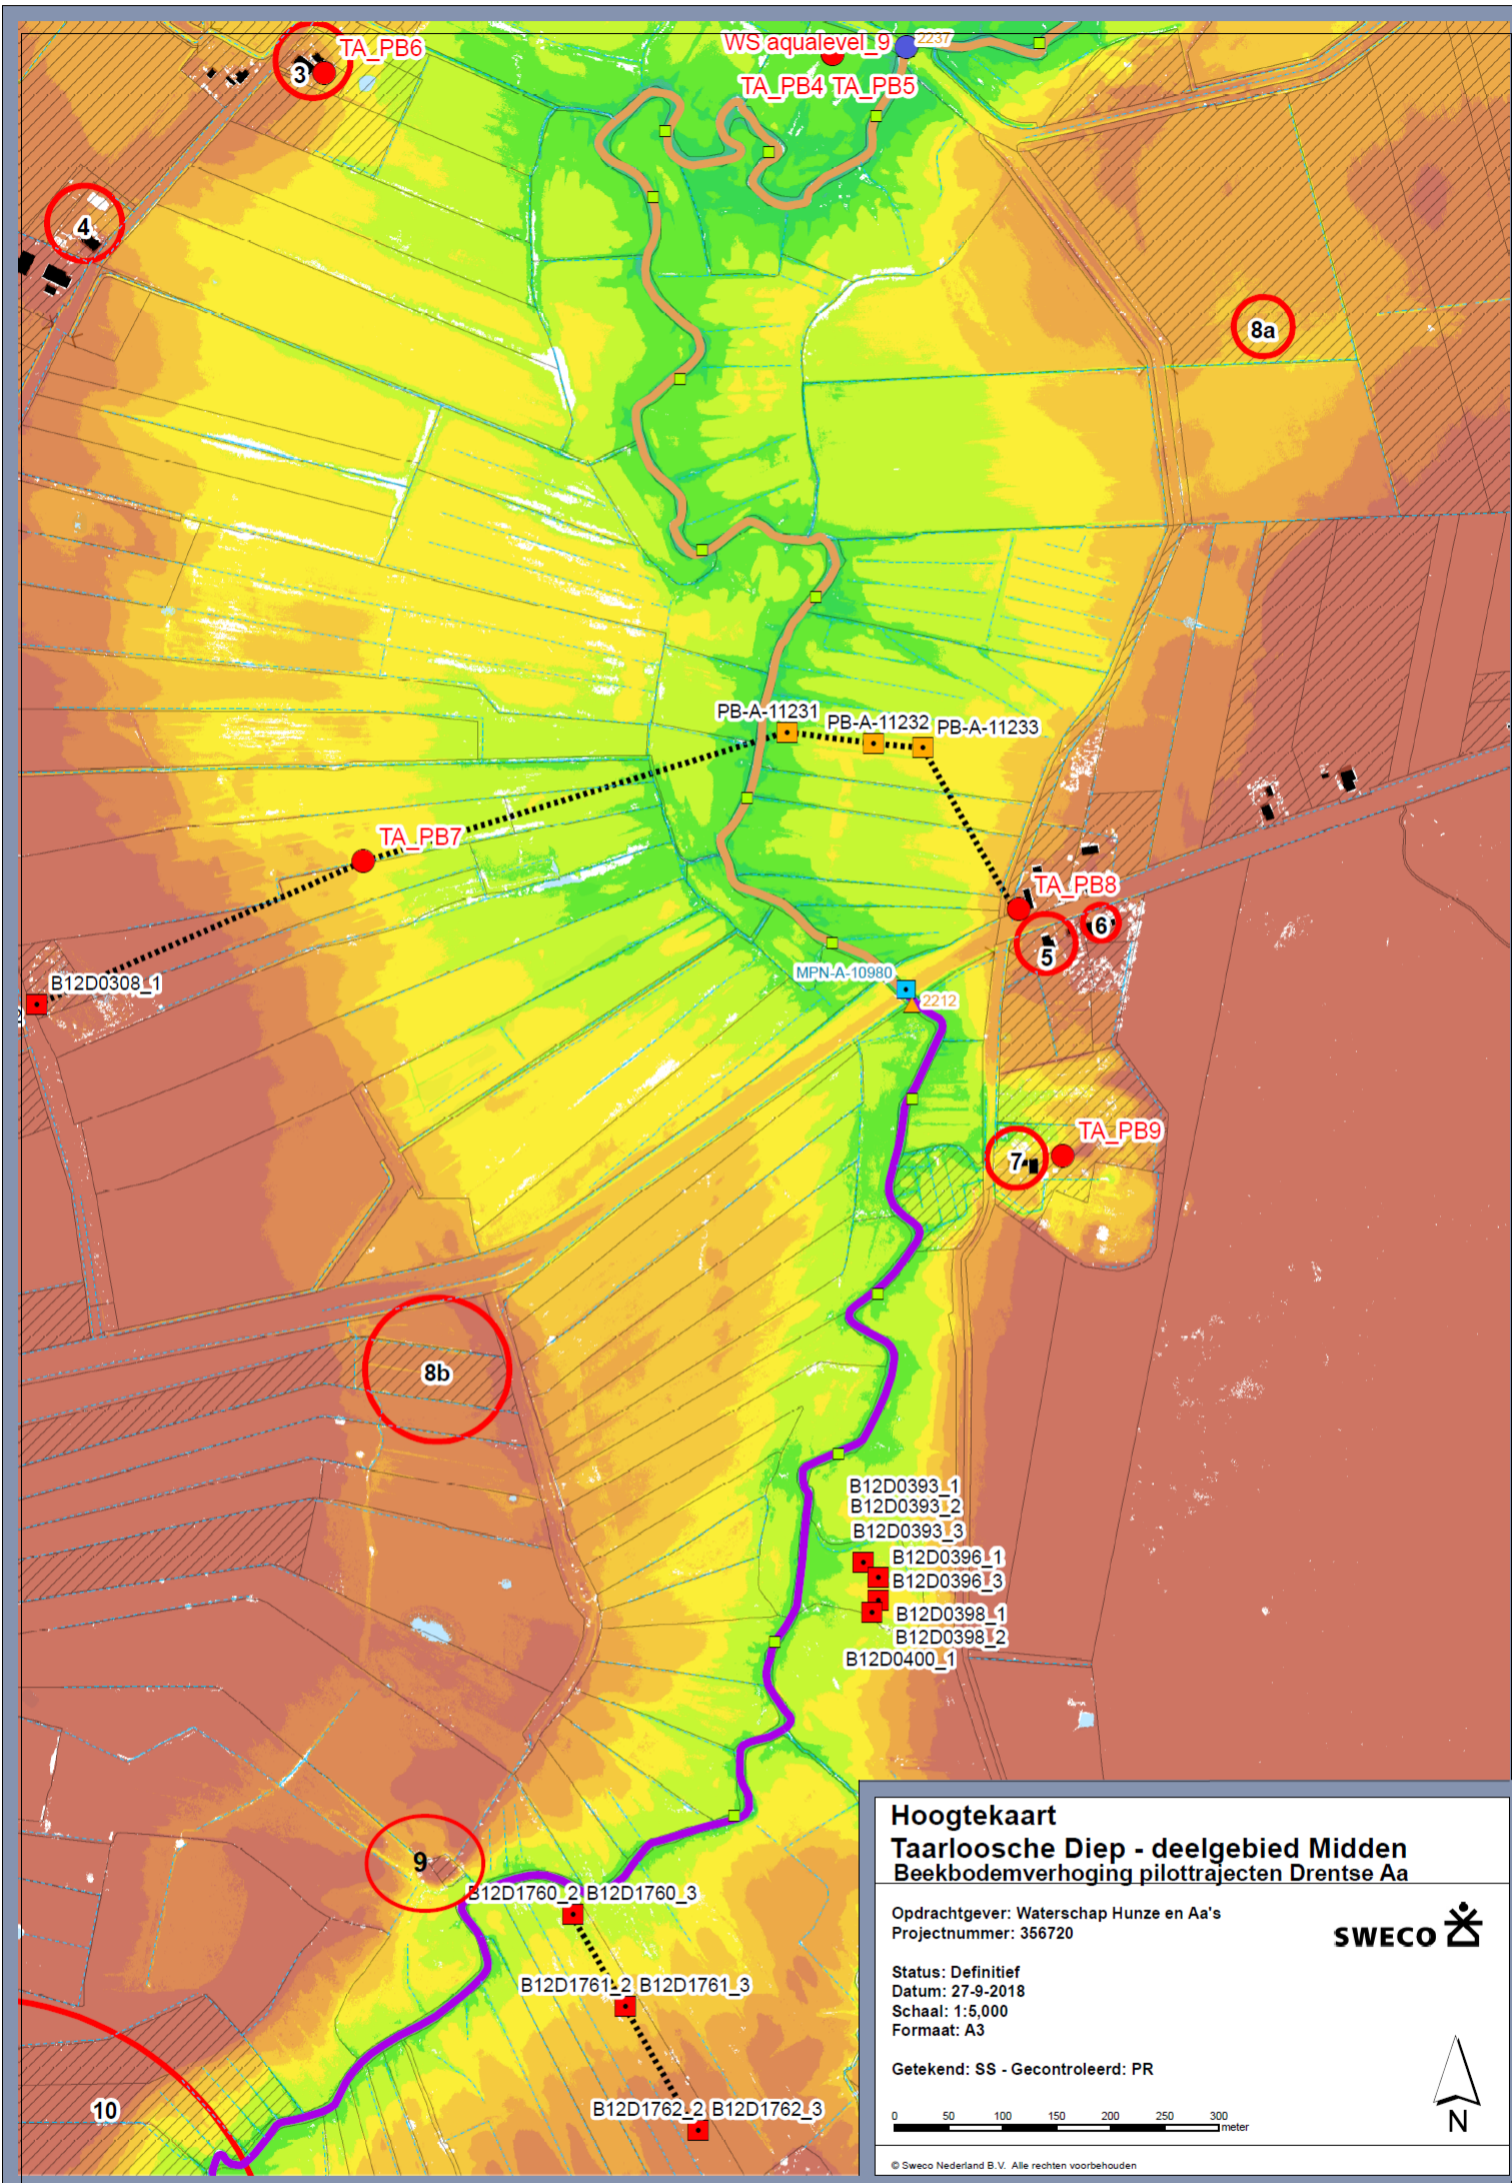 WS aqualevel_9
2237
TA_PB6
3
TA_PB4 TA_PB5
4
8a
PB-A-11231
PB-A-11232
PB-A-11233
TA_PB7
TA_PB8
6
5
MPN-A-10980
B12D0308_1
2212
TA_PB9
7
8b
B12D0393_1
B12D0393_2
B12D0393_3
B12D0396_1
B12D0396_3
B12D0398_1
B12D0398_2
B12D0400_1
9
B12D1760_2 B12D1760_3
B12D1761_2 B12D1761_3
B12D1762_2 B12D1762_3
10
Hoogtekaart
Taarloosche Diep - deelgebied Midden
Beekbodemverhoging pilottrajecten Drentse Aa
Opdrachtgever: Waterschap Hunze en Aa's
Projectnummer: 356720
SWECO
Status: Definitief
Datum: 27-9-2018
Schaal: 1:5,000
Formaat: A3
Getekend: SS - Gecontroleerd: PR
0 50 100 150 200 250 300
meter
N
© Sweco Nederland B.V. Alle rechten voorbehouden